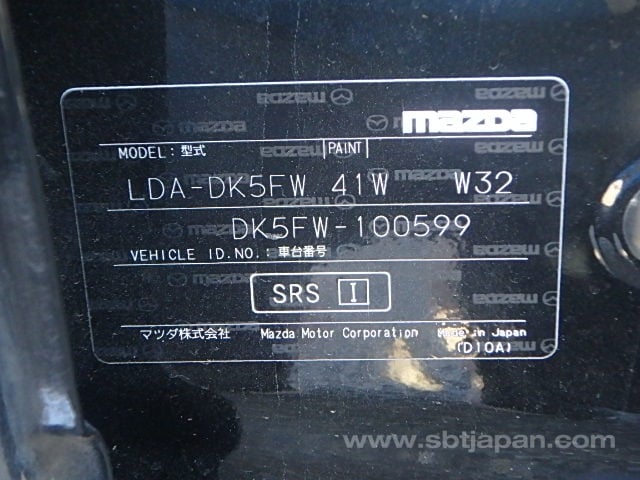 mazda
MODEL: 型式 PAINT
LDA-DK5FW 41W W32
DK5FW-100599
VEHICLE ID.NO.: 車台番号
SRS I
マツダ株式会社 Mazda Motor Corporation Made in Japan
(D10A)
www.sbtjapan.com